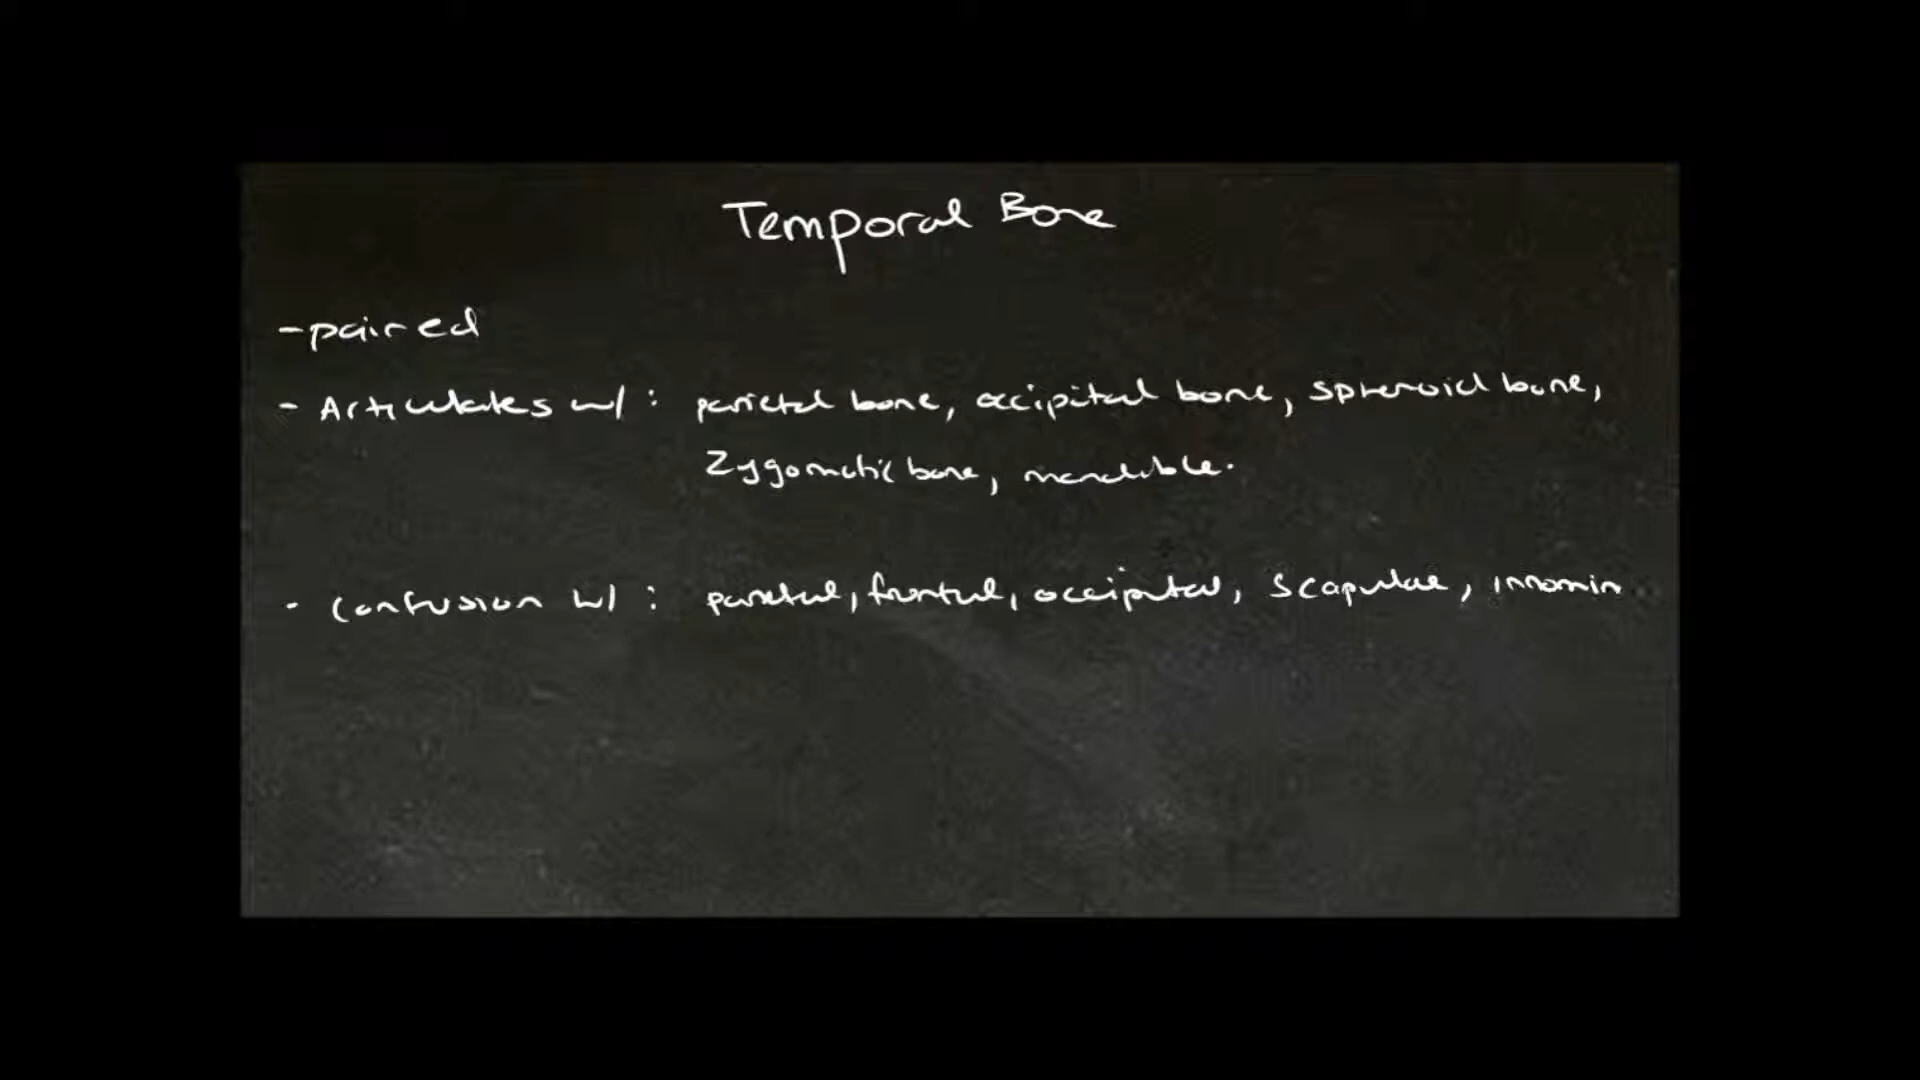 Temporal Bone
- paired
- Articulates w/ : parietal bone, occipital bone, sphenoid bone,
Zygomatic bone, mandible.
- Confusion w/ : parietal, frontal, occipital, scapulae, innomin